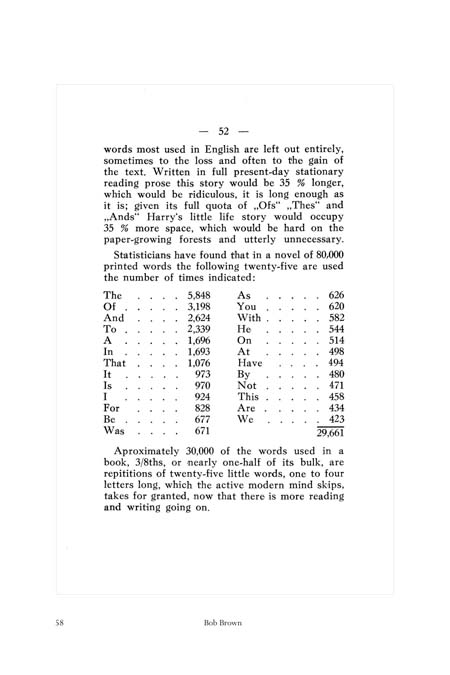 — 52 —
words most used in English are left out entirely,
sometimes to the loss and often to the gain of
the text. Written in full present-day stationary
reading prose this story would be 35 % longer,
which would be ridiculous, it is long enough as
it is; given its full quota of „Ofs“ „Thes“ and
„Ands“ Harry's little life story would occupy
35 % more space, which would be hard on the
paper-growing forests and utterly unnecessary.
Statisticians have found that in a novel of 80,000
printed words the following twenty-five are used
the number of times indicated:
The . . . . 5,848
Of . . . . . 3,198
And . . . . 2,624
To . . . . . 2,339
A . . . . . 1,696
In . . . . . 1,693
That . . . . 1,076
It . . . . . 973
Is . . . . . 970
I . . . . . 924
For . . . . 828
Be . . . . . 677
Was . . . . 671
As . . . . . 626
You . . . . . 620
With . . . . . 582
He . . . . . 544
On . . . . . 514
At . . . . . 498
Have . . . . 494
By . . . . . 480
Not . . . . . 471
This . . . . . 458
Are . . . . . 434
We . . . . . 423
29,661
Aproximately 30,000 of the words used in a
book, 3/8ths, or nearly one-half of its bulk, are
repititions of twenty-five little words, one to four
letters long, which the active modern mind skips,
takes for granted, now that there is more reading
and writing going on.
58 Bob Brown